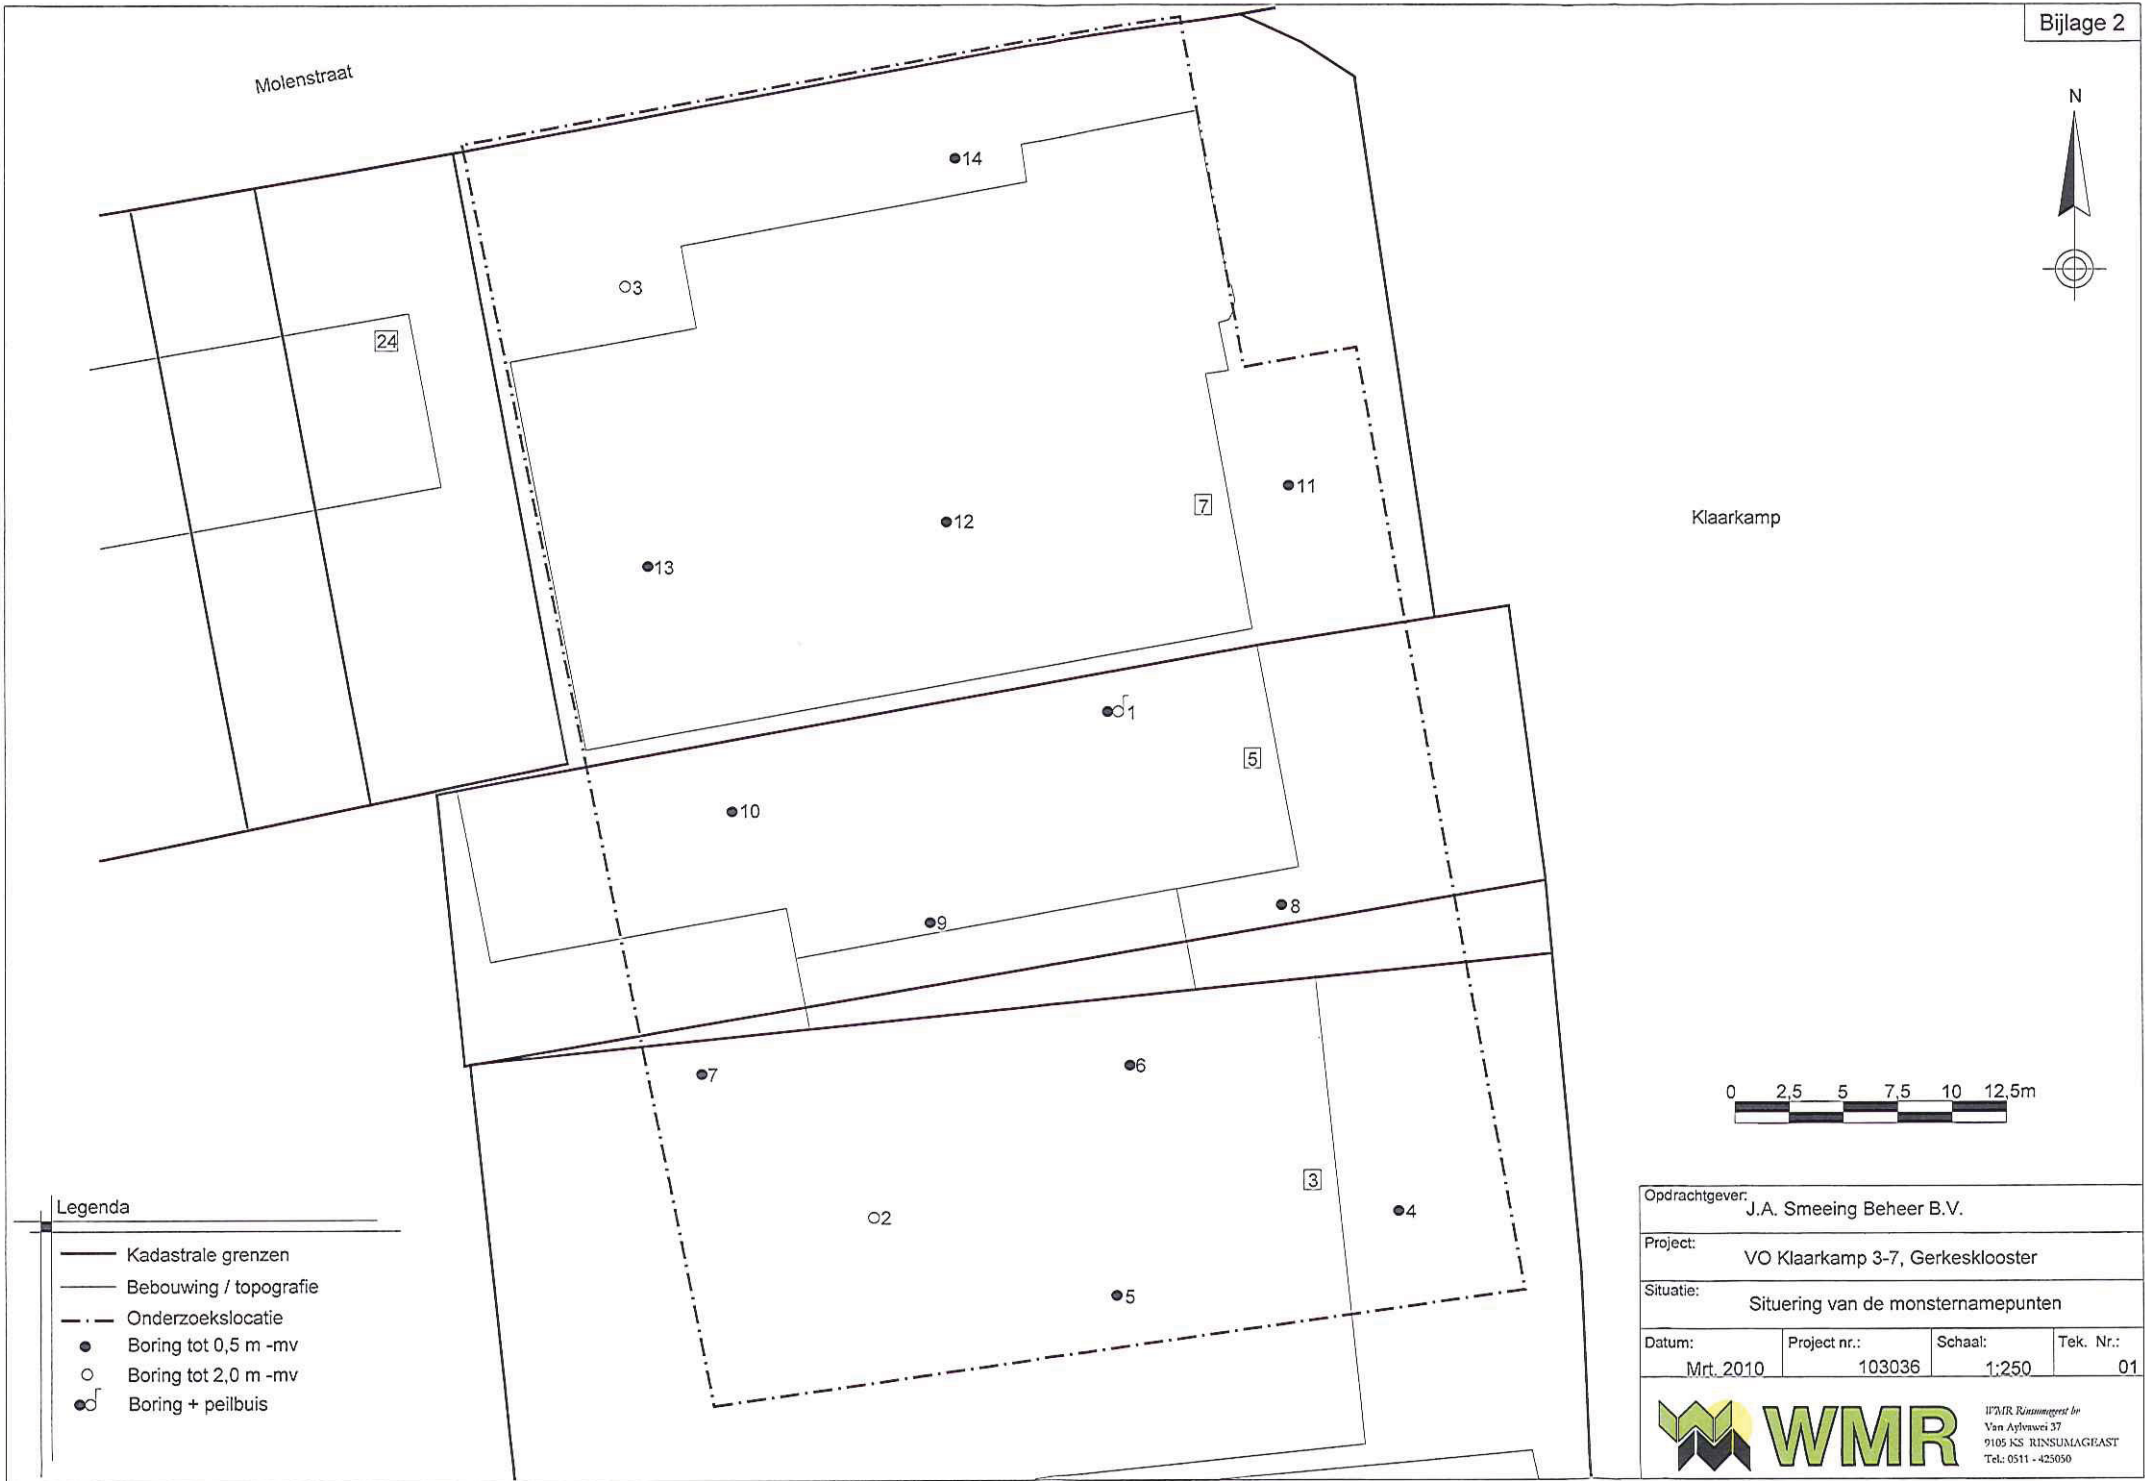 Bijlage 2
Molenstraat
N
14
3
24
7
11
12
13
Klaarkamp
1
5
10
9
8
7
6
0 2,5 5 7,5 10 12,5m
3
2
4
5
Legenda
Kadastrale grenzen
Bebouwing / topografie
Onderzoekslocatie
Boring tot 0,5 m -mv
Boring tot 2,0 m -mv
Boring + peilbuis
Opdrachtgever: J.A. Smeeing Beheer B.V.
Project: VO Klaarkamp 3-7, Gerkesklooster
Situatie: Situering van de monsternamepunten
Datum: Project nr.: Schaal: Tek. Nr.:
Mrt. 2010 103036 1:250 01
WMR
WMR Rinsumageest bv
Van Aylvawei 37
9105 KS RINSUMAGEAST
Tel.: 0511 - 425050